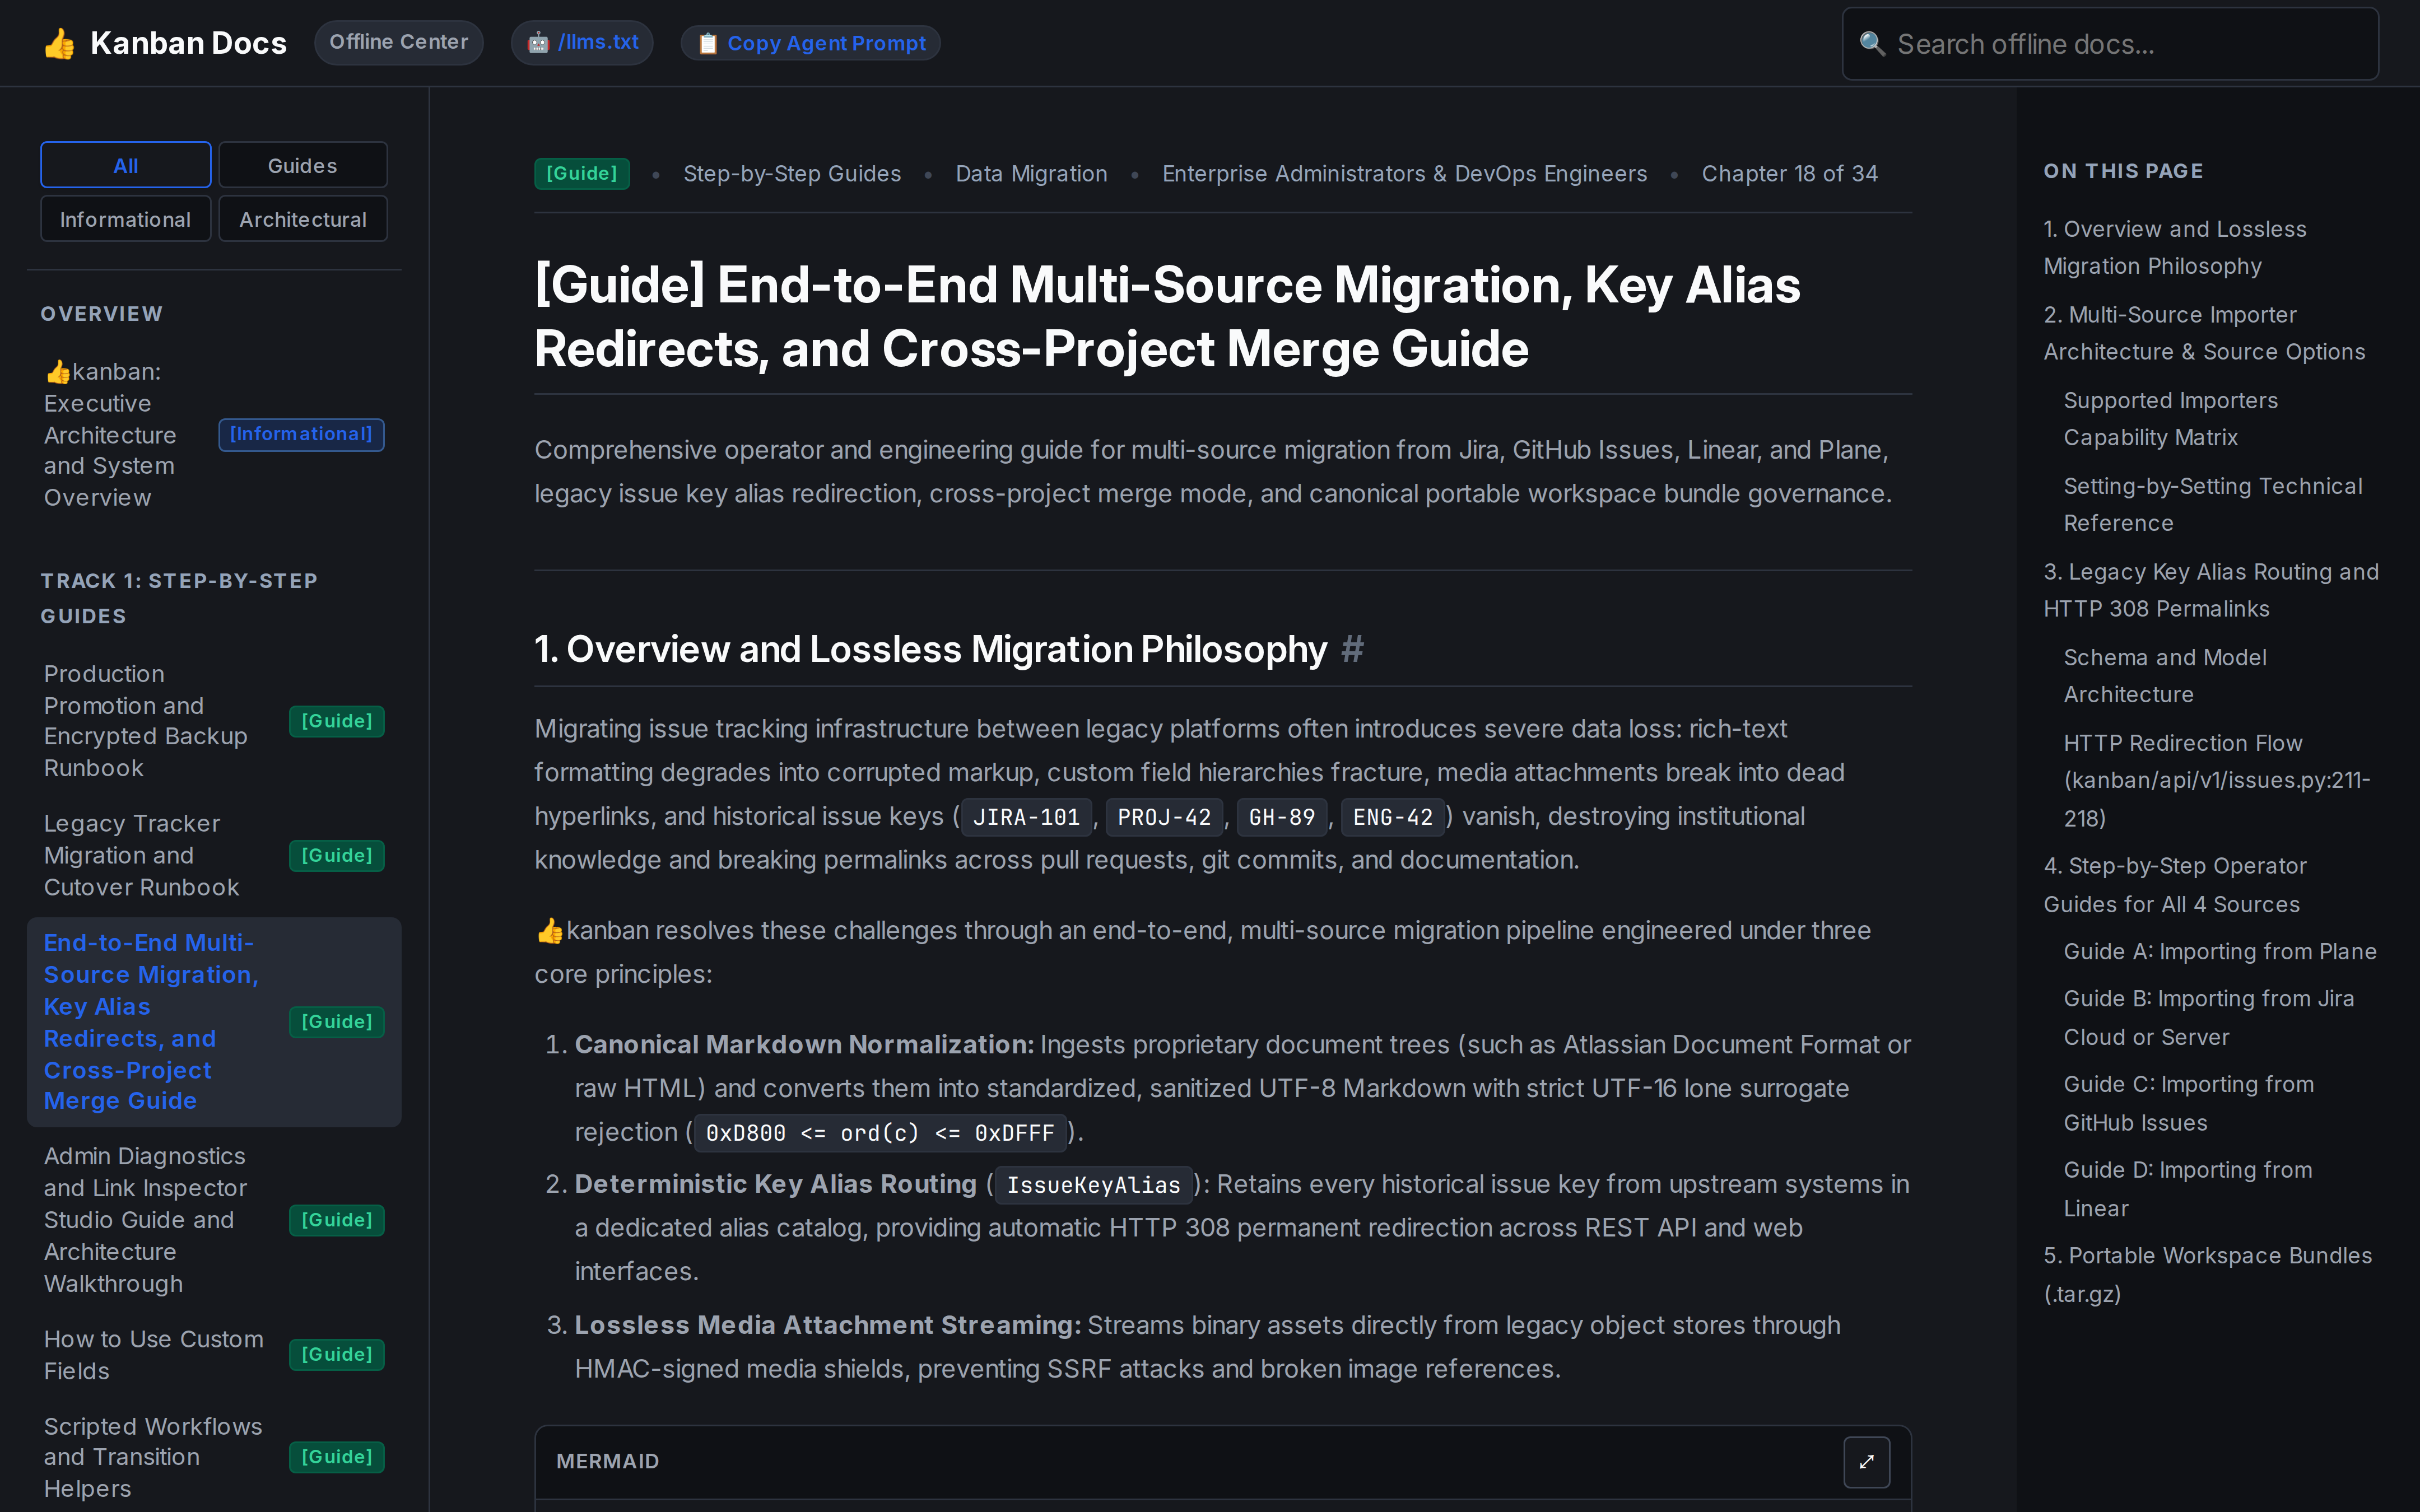 👍 Kanban Docs
Offline Center
🤖 /llms.txt
📋 Copy Agent Prompt
🔍 Search offline docs...
All
Guides
Informational
Architectural
OVERVIEW
👍kanban:
Executive
Architecture
and System
Overview
[Informational]
TRACK 1: STEP-BY-STEP
GUIDES
Production
Promotion and
Encrypted Backup
Runbook
[Guide]
Legacy Tracker
Migration and
Cutover Runbook
[Guide]
End-to-End Multi-
Source Migration,
Key Alias
Redirects, and
Cross-Project
Merge Guide
[Guide]
Admin Diagnostics
and Link Inspector
Studio Guide and
Architecture
Walkthrough
[Guide]
How to Use Custom
Fields
[Guide]
Scripted Workflows
and Transition
Helpers
[Guide]
[Guide] • Step-by-Step Guides • Data Migration • Enterprise Administrators & DevOps Engineers • Chapter 18 of 34
[Guide] End-to-End Multi-Source Migration, Key Alias
Redirects, and Cross-Project Merge Guide
Comprehensive operator and engineering guide for multi-source migration from Jira, GitHub Issues, Linear, and Plane,
legacy issue key alias redirection, cross-project merge mode, and canonical portable workspace bundle governance.
1. Overview and Lossless Migration Philosophy #
Migrating issue tracking infrastructure between legacy platforms often introduces severe data loss: rich-text
formatting degrades into corrupted markup, custom field hierarchies fracture, media attachments break into dead
hyperlinks, and historical issue keys (JIRA-101, PROJ-42, GH-89, ENG-42) vanish, destroying institutional
knowledge and breaking permalinks across pull requests, git commits, and documentation.
👍kanban resolves these challenges through an end-to-end, multi-source migration pipeline engineered under three
core principles:
1. Canonical Markdown Normalization: Ingests proprietary document trees (such as Atlassian Document Format or
raw HTML) and converts them into standardized, sanitized UTF-8 Markdown with strict UTF-16 lone surrogate
rejection (0xD800 <= ord(c) <= 0xDFFF).
2. Deterministic Key Alias Routing (IssueKeyAlias): Retains every historical issue key from upstream systems in
a dedicated alias catalog, providing automatic HTTP 308 permanent redirection across REST API and web
interfaces.
3. Lossless Media Attachment Streaming: Streams binary assets directly from legacy object stores through
HMAC-signed media shields, preventing SSRF attacks and broken image references.
MERMAID
⤢
ON THIS PAGE
1. Overview and Lossless
Migration Philosophy
2. Multi-Source Importer
Architecture & Source Options
Supported Importers
Capability Matrix
Setting-by-Setting Technical
Reference
3. Legacy Key Alias Routing and
HTTP 308 Permalinks
Schema and Model
Architecture
HTTP Redirection Flow
(kanban/api/v1/issues.py:211-
218)
4. Step-by-Step Operator
Guides for All 4 Sources
Guide A: Importing from Plane
Guide B: Importing from Jira
Cloud or Server
Guide C: Importing from
GitHub Issues
Guide D: Importing from
Linear
5. Portable Workspace Bundles
(.tar.gz)